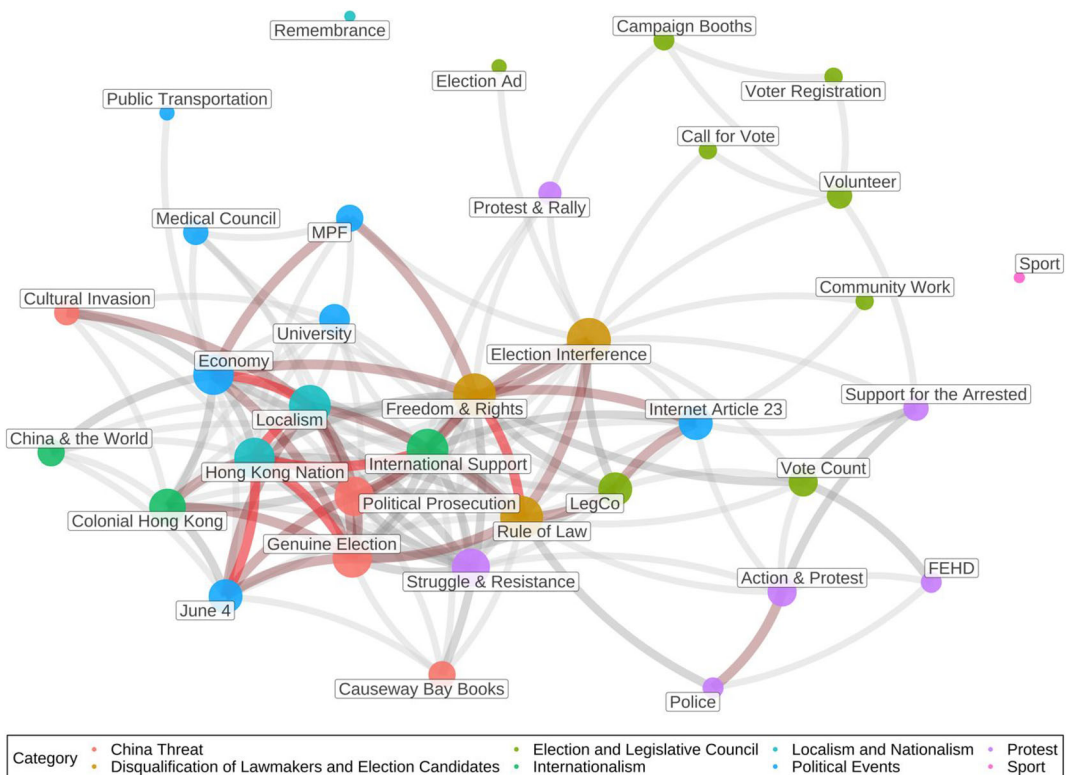 Campaign Booths
Remembrance
Election Ad
Voter Registration
Public Transportation
Call for Vote
Volunteer
Protest & Rally
Medical Council
MPF
Sport
Community Work
Cultural Invasion
University
Election Interference
Economy
Support for the Arrested
Freedom & Rights
Internet Article 23
Localism
China & the World
International Support
Vote Count
Hong Kong Nation
Political Prosecution
LegCo
Colonial Hong Kong
Rule of Law
Genuine Election
FEHD
Struggle & Resistance
Action & Protest
June 4
Causeway Bay Books
Police
Category
China Threat
Disqualification of Lawmakers and Election Candidates
Election and Legislative Council
Internationalism
Localism and Nationalism
Political Events
Protest
Sport